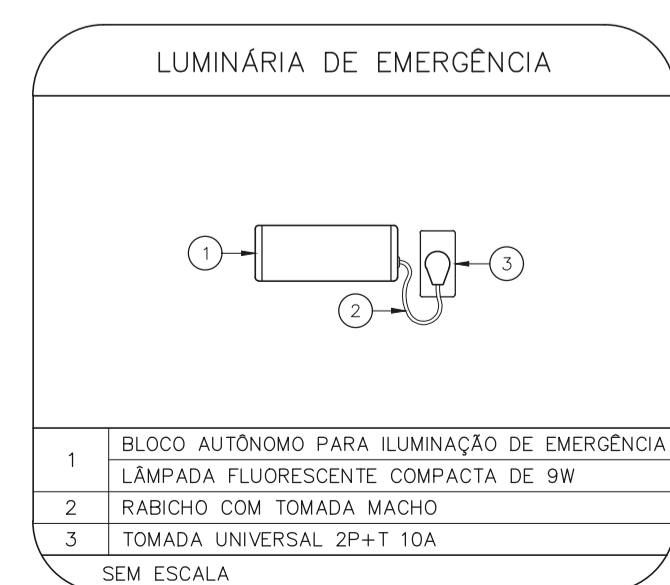 LUMINÁRIA DE EMERGÊNCIA
1
3
2
1 BLOCO AUTÔNOMO PARA ILUMINAÇÃO DE EMERGÊNCIA
LÂMPADA FLUORESCENTE COMPACTA DE 9W
2 RABICHO COM TOMADA MACHO
3 TOMADA UNIVERSAL 2P+T 10A
SEM ESCALA